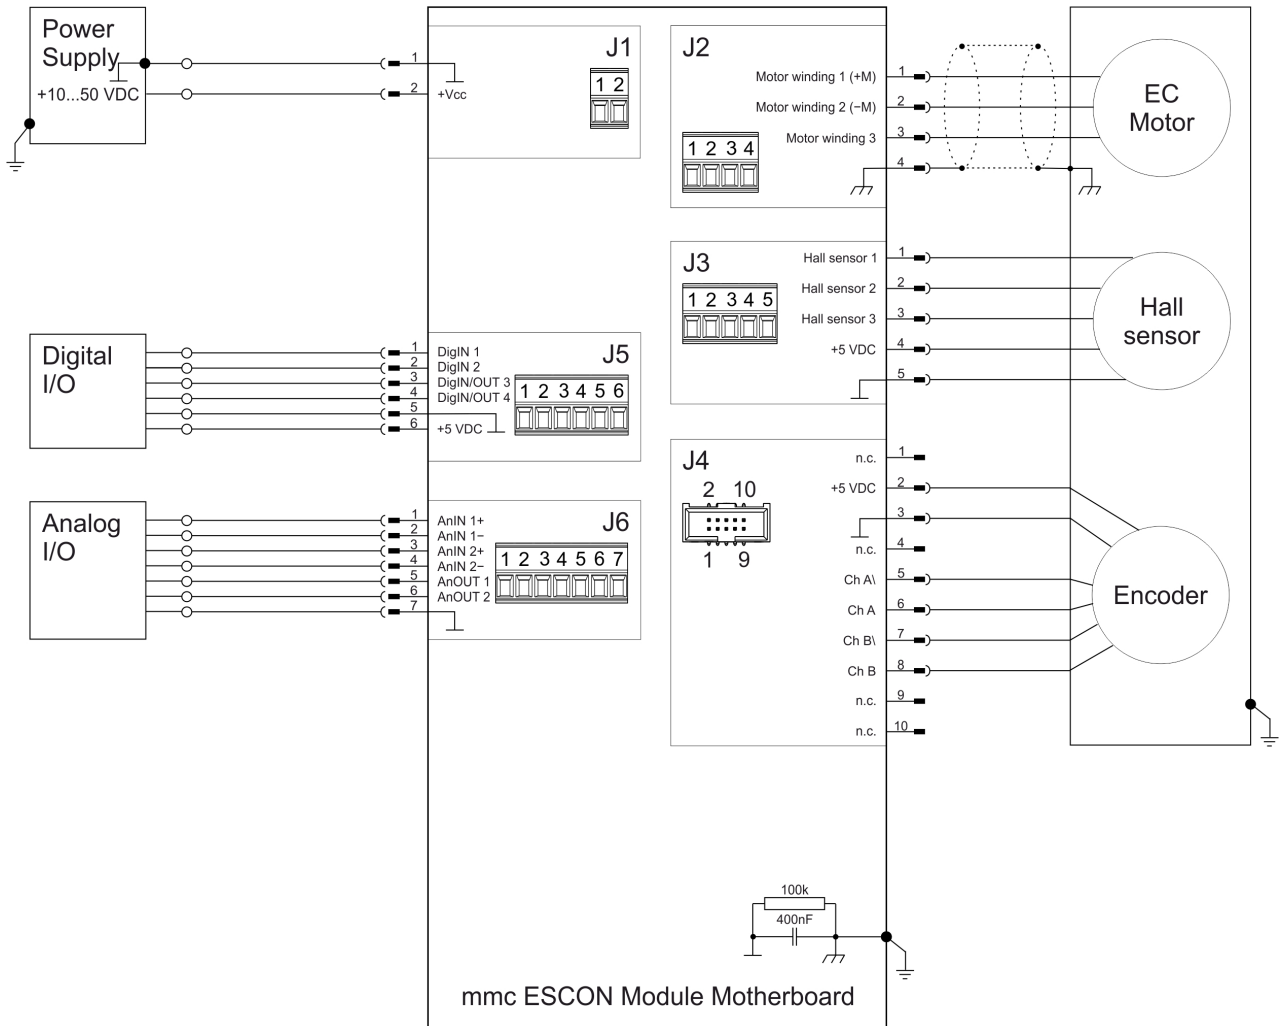 Power
Supply
+10...50 VDC
1
2
+Vcc
J1
1 2
J2
Motor winding 1 (+M)
Motor winding 2 (−M)
Motor winding 3
1
2
3
4
1 2 3 4
EC
Motor
J3
Hall sensor 1
Hall sensor 2
Hall sensor 3
+5 VDC
1
2
3
4
5
1 2 3 4 5
Hall
sensor
Digital
I/O
1
2
3
4
5
6
DigIN 1
DigIN 2
DigIN/OUT 3
DigIN/OUT 4
+5 VDC
J5
1 2 3 4 5 6
J4
2 10
1 9
n.c.
+5 VDC
n.c.
Ch A\
Ch A
Ch B\
Ch B
n.c.
n.c.
1
2
3
4
5
6
7
8
9
10
Encoder
Analog
I/O
1
2
3
4
5
6
7
AnIN 1+
AnIN 1−
AnIN 2+
AnIN 2−
AnOUT 1
AnOUT 2
J6
1 2 3 4 5 6 7
100k
400nF
mmc ESCON Module Motherboard